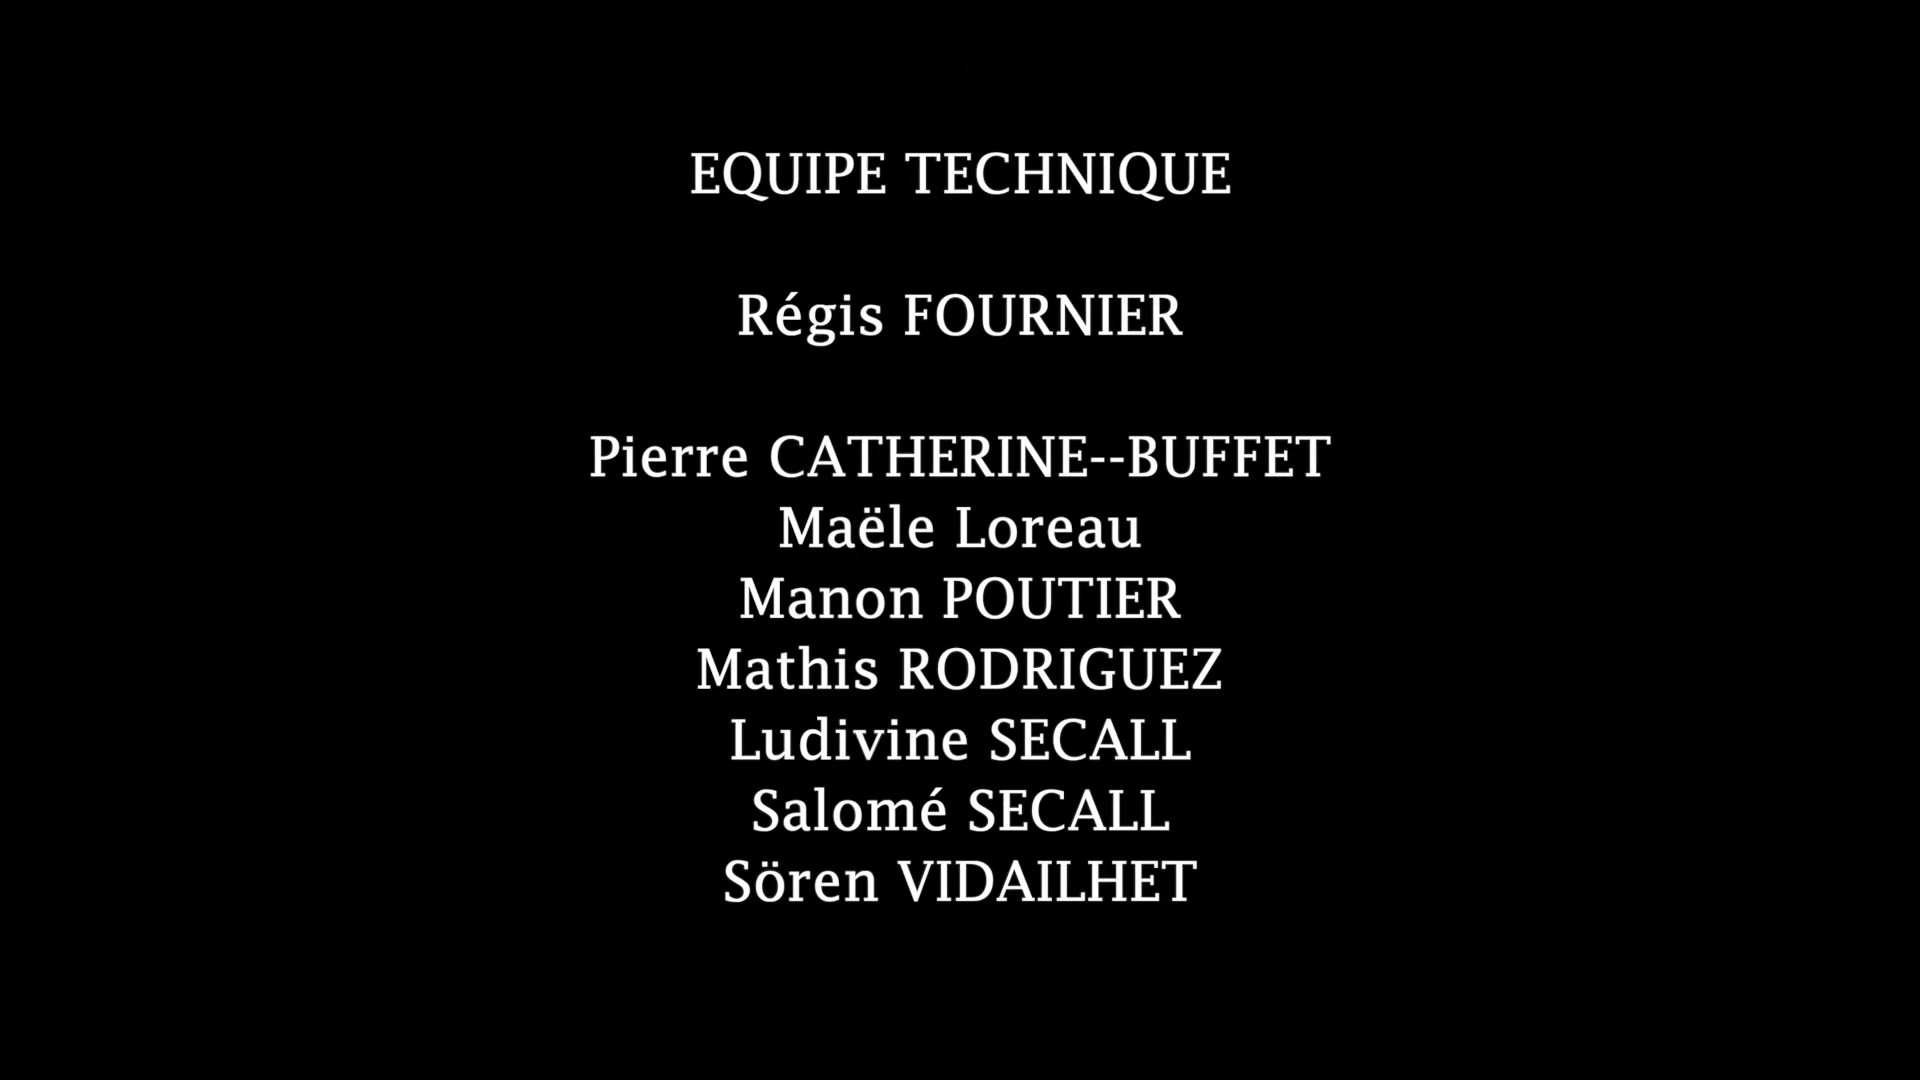 EQUIPE TECHNIQUE
Régis FOURNIER
Pierre CATHERINE--BUFFET
Maële Loreau
Manon POUTIER
Mathis RODRIGUEZ
Ludivine SECALL
Salomé SECALL
Sören VIDAILHET